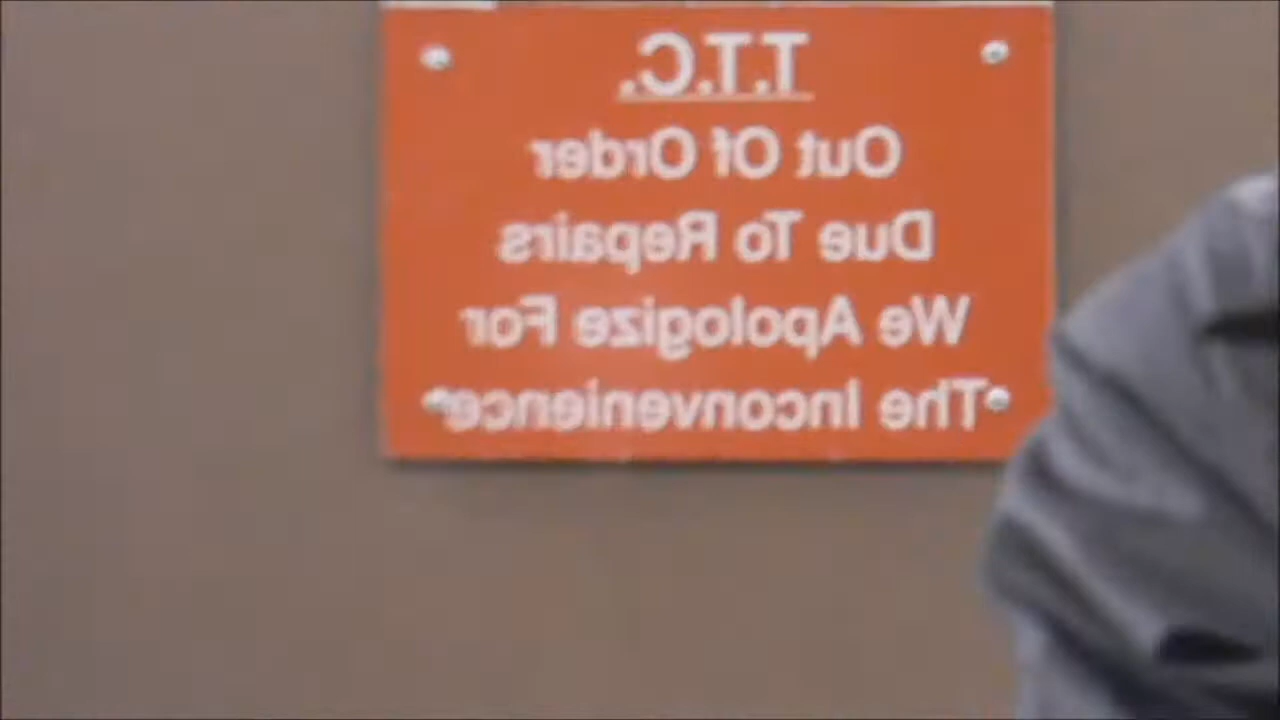 T.T.C.
Out Of Order
Due To Repairs
We Apologize For
The Inconvenience